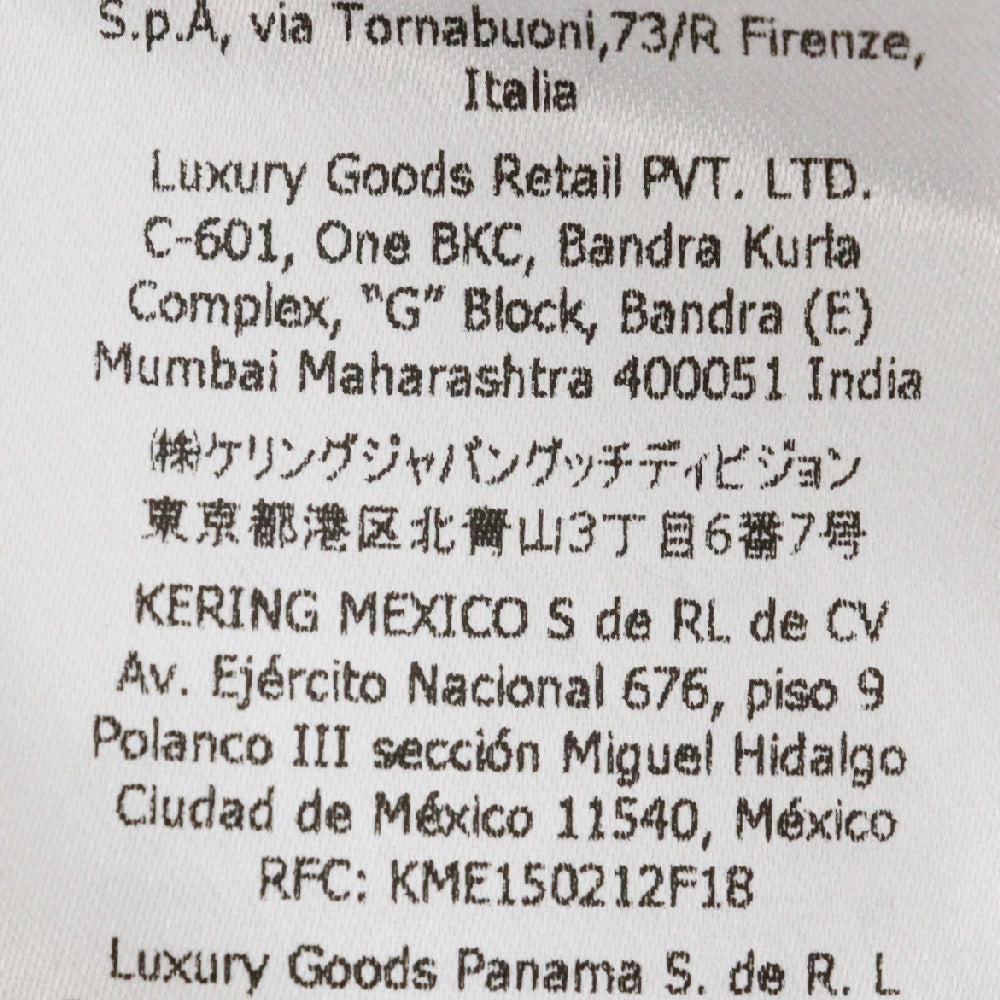 S.p.A, via Tornabuoni,73/R Firenze,
Italia
Luxury Goods Retail PVT. LTD.
C-601, One BKC, Bandra Kurla
Complex, “G” Block, Bandra (E)
Mumbai Maharashtra 400051 India
㈱ケリングジャパングッチディビジョン
東京都港区北青山3丁目6番7号
KERING MEXICO S de RL de CV
Av. Ejército Nacional 676, piso 9
Polanco III sección Miguel Hidalgo
Ciudad de México 11540, México
RFC: KME150212F18
Luxury Goods Panama S. de R. L